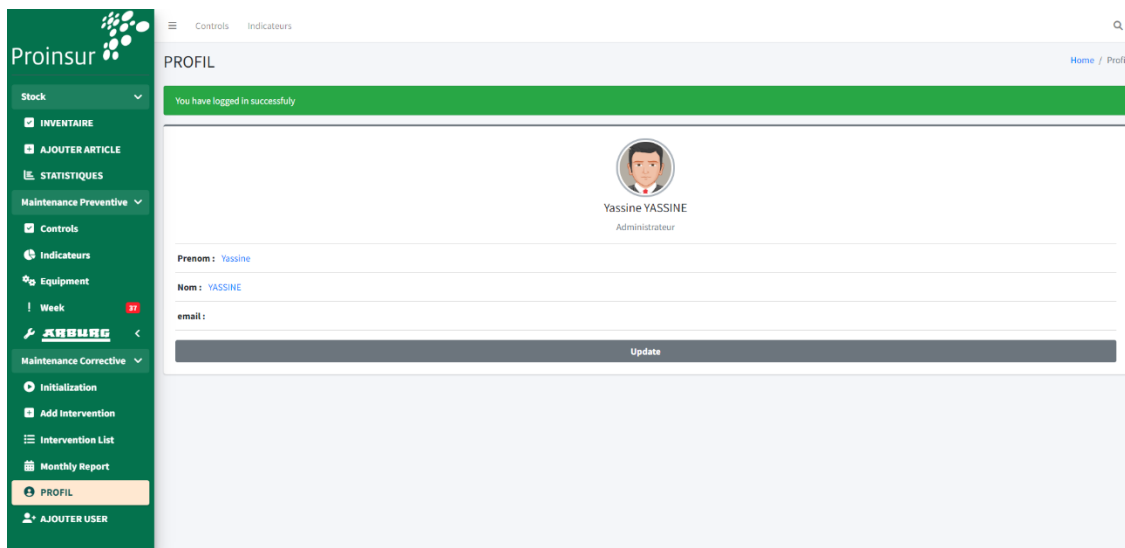 Proinsur
Stock
INVENTAIRE
AJOUTER ARTICLE
STATISTIQUES
Maintenance Preventive
Controls
Indicateurs
Equipment
Week 37
ARBURG
Maintenance Corrective
Initialization
Add Intervention
Intervention List
Monthly Report
PROFIL
AJOUTER USER
Controls Indicateurs
PROFIL
Home / Profi
You have logged in successfuly
Yassine YASSINE
Administrateur
Prenom : Yassine
Nom : YASSINE
email :
Update